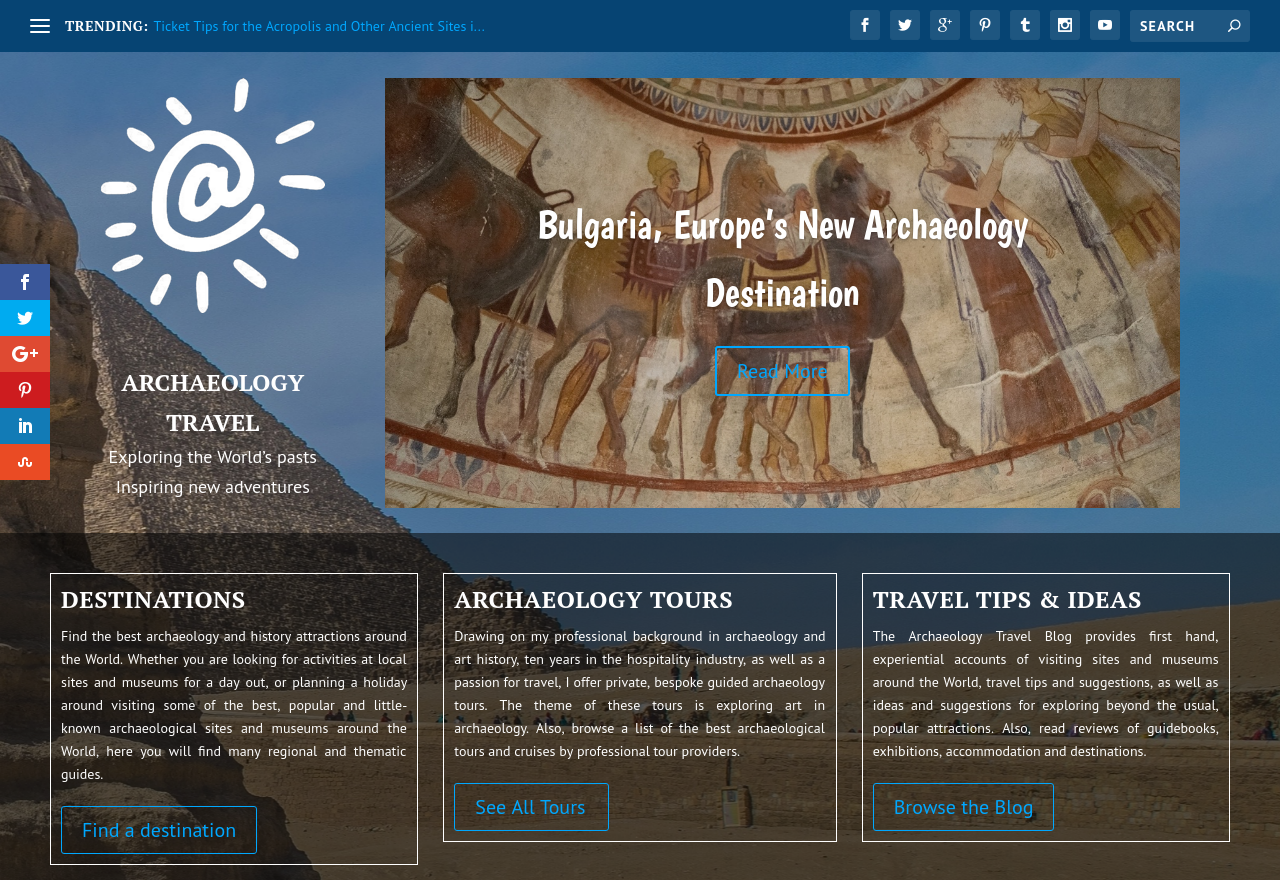 TRENDING: Ticket Tips for the Acropolis and Other Ancient Sites i...
SEARCH
Bulgaria, Europe's New Archaeology
Destination
Read More
ARCHAEOLOGY
TRAVEL
Exploring the World's pasts
Inspiring new adventures
DESTINATIONS
Find the best archaeology and history attractions around
the World. Whether you are looking for activities at local
sites and museums for a day out, or planning a holiday
around visiting some of the best, popular and little-
known archaeological sites and museums around the
World, here you will find many regional and thematic
guides.
Find a destination
ARCHAEOLOGY TOURS
Drawing on my professional background in archaeology and
art history, ten years in the hospitality industry, as well as a
passion for travel, I offer private, bespoke guided archaeology
tours. The theme of these tours is exploring art in
archaeology. Also, browse a list of the best archaeological
tours and cruises by professional tour providers.
See All Tours
TRAVEL TIPS & IDEAS
The Archaeology Travel Blog provides first hand,
experiential accounts of visiting sites and museums
around the World, travel tips and suggestions, as well as
ideas and suggestions for exploring beyond the usual,
popular attractions. Also, read reviews of guidebooks,
exhibitions, accommodation and destinations.
Browse the Blog